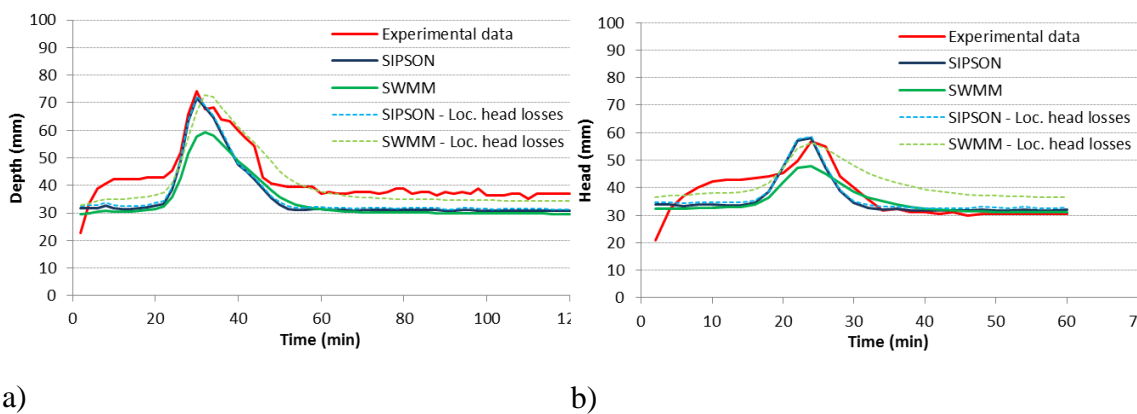 100
90
80
70
60
50
40
30
20
10
0
Depth (mm)
Experimental data
SIPSON
SWMM
SIPSON - Loc. head losses
SWMM - Loc. head losses
0 20 40 60 80 100
Time (min)
a)
100
90
80
70
60
50
40
30
20
10
0
Head (mm)
Experimental data
SIPSON
SWMM
SIPSON - Loc. head losses
SWMM - Loc. head losses
0 10 20 30 40 50 60
Time (min)
b)